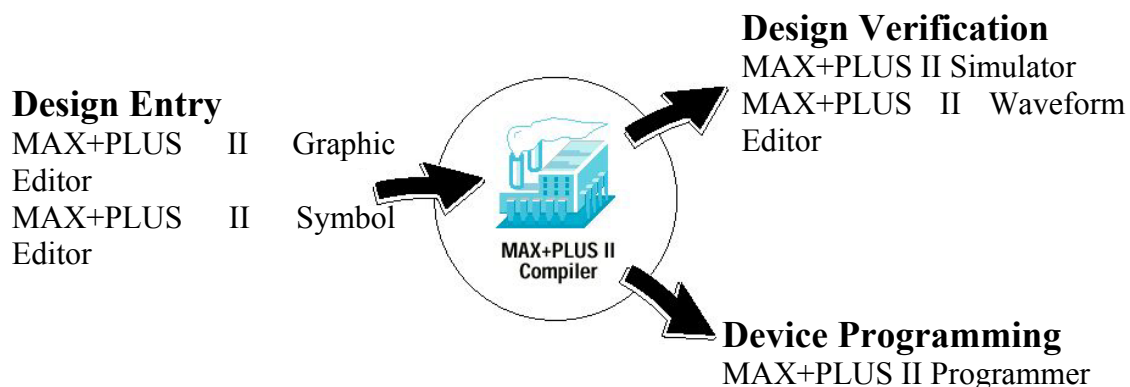 Design Entry
MAX+PLUS II Graphic
Editor
MAX+PLUS II Symbol
Editor
MAX+PLUS II
Compiler
Design Verification
MAX+PLUS II Simulator
MAX+PLUS II Waveform
Editor
Device Programming
MAX+PLUS II Programer